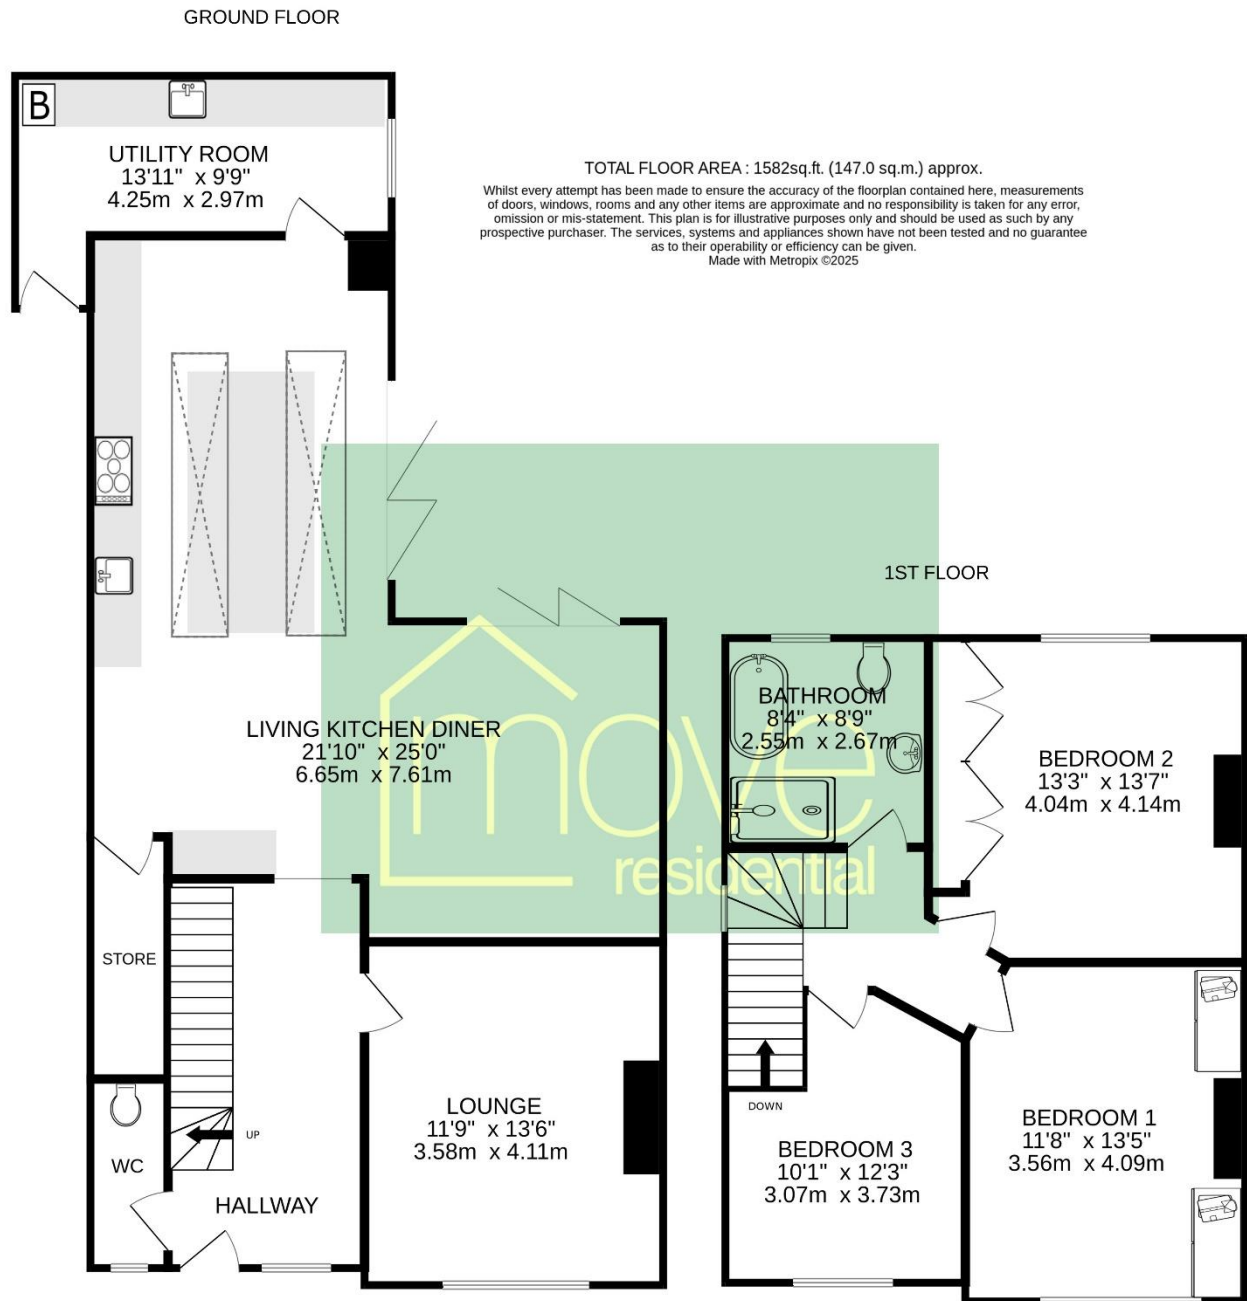 GROUND FLOOR
B
UTILITY ROOM
13'11" x 9'9"
4.25m x 2.97m
TOTAL FLOOR AREA : 1582sq.ft. (147.0 sq.m.) approx.
Whilst every attempt has been made to ensure the accuracy of the floorplan contained here, measurements
of doors, windows, rooms and any other items are approximate and no responsibility is taken for any error,
omission or mis-statement. This plan is for illustrative purposes only and should be used as such by any
prospective purchaser. The services, systems and appliances shown have not been tested and no guarantee
as to their operability or efficiency can be given.
Made with Metropix ©2025
LIVING KITCHEN DINER
21'10" x 25'0"
6.65m x 7.61m
move
residential
STORE
LOUNGE
11'9" x 13'6"
3.58m x 4.11m
UP
WC
HALLWAY
1ST FLOOR
BATHROOM
8'4" x 8'9"
2.55m x 2.67m
BEDROOM 2
13'3" x 13'7"
4.04m x 4.14m
DOWN
BEDROOM 3
10'1" x 12'3"
3.07m x 3.73m
BEDROOM 1
11'8" x 13'5"
3.56m x 4.09m